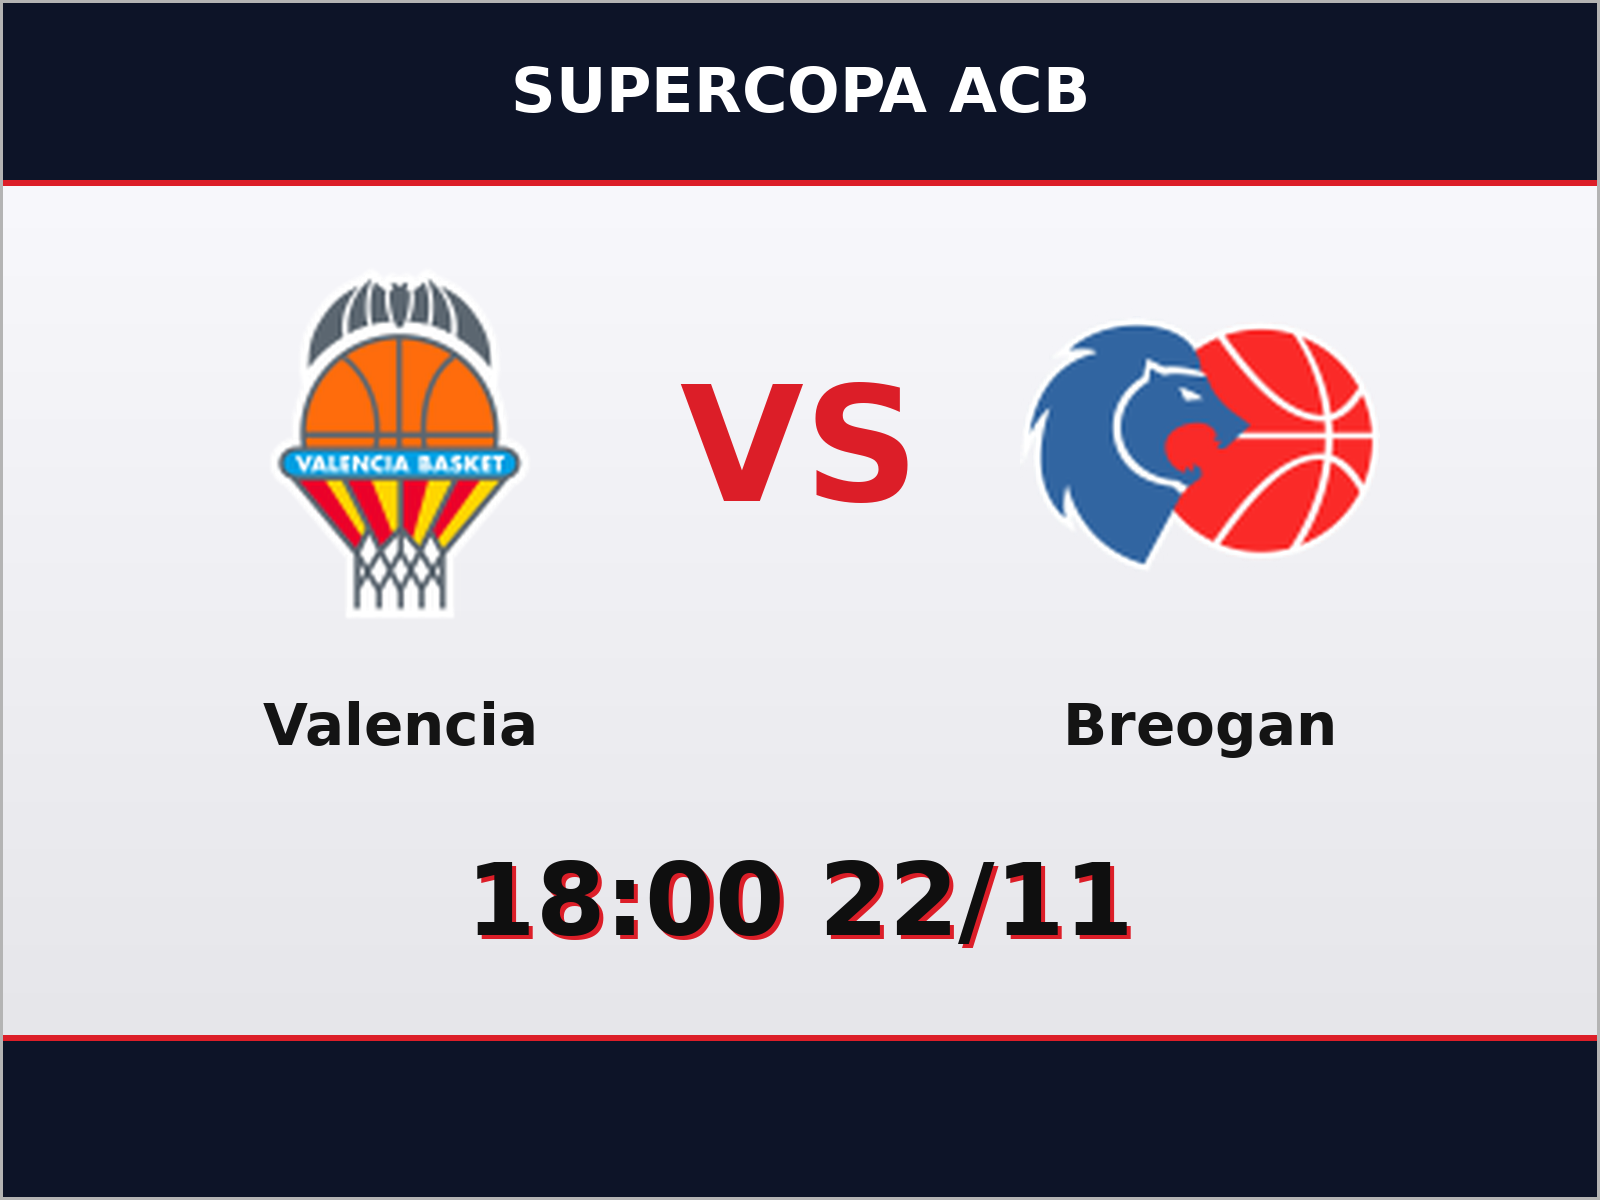 SUPERCOPA ACB
VALENCIA BASKET
VS
Valencia
Breogan
18:00 22/11